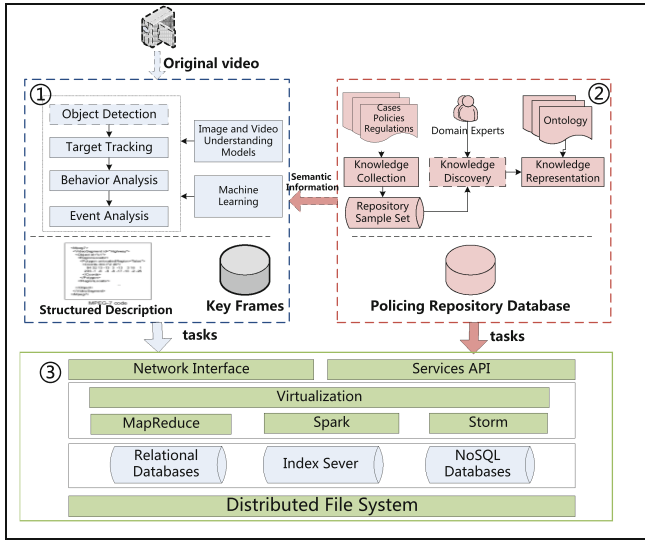 Original video
①
Object Detection
Target Tracking
Behavior Analysis
Event Analysis
Image and Video
Understanding
Models
Machine
Learning
Structured Description
MPEG-7 code
Key Frames
Semantic
Information
②
Cases
Policies
Regulations
Domain Experts
Ontology
Knowledge
Collection
Knowledge
Discovery
Knowledge
Representation
Repository
Sample Set
Policing Repository Database
tasks
tasks
③
Network Interface
Services API
Virtualization
MapReduce
Spark
Storm
Relational
Databases
Index Sever
NoSQL
Databases
Distributed File System